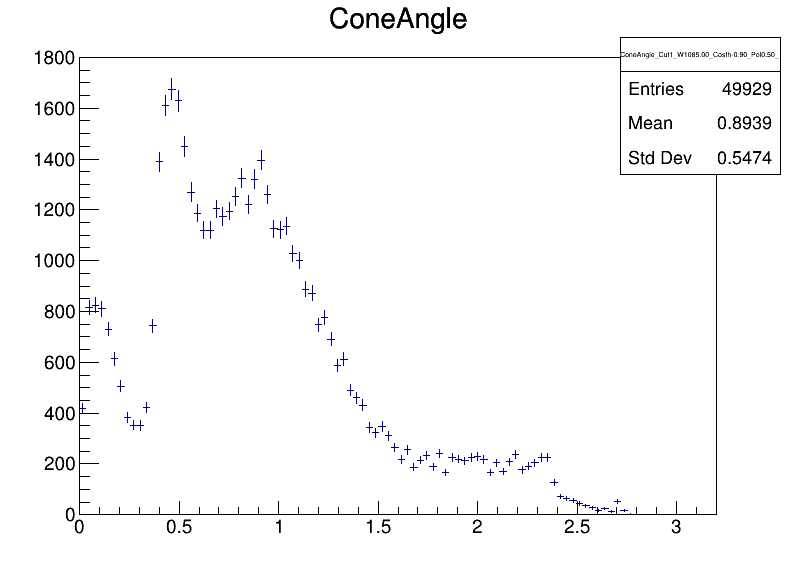 ConeAngle
ConeAngle_Cut1_W1085.00_Costh-0.90_Pol0.50_
Entries 49929
Mean 0.8939
Std Dev 0.5474
1800
1600
1400
1200
1000
800
600
400
200
0
0 0.5 1 1.5 2 2.5 3